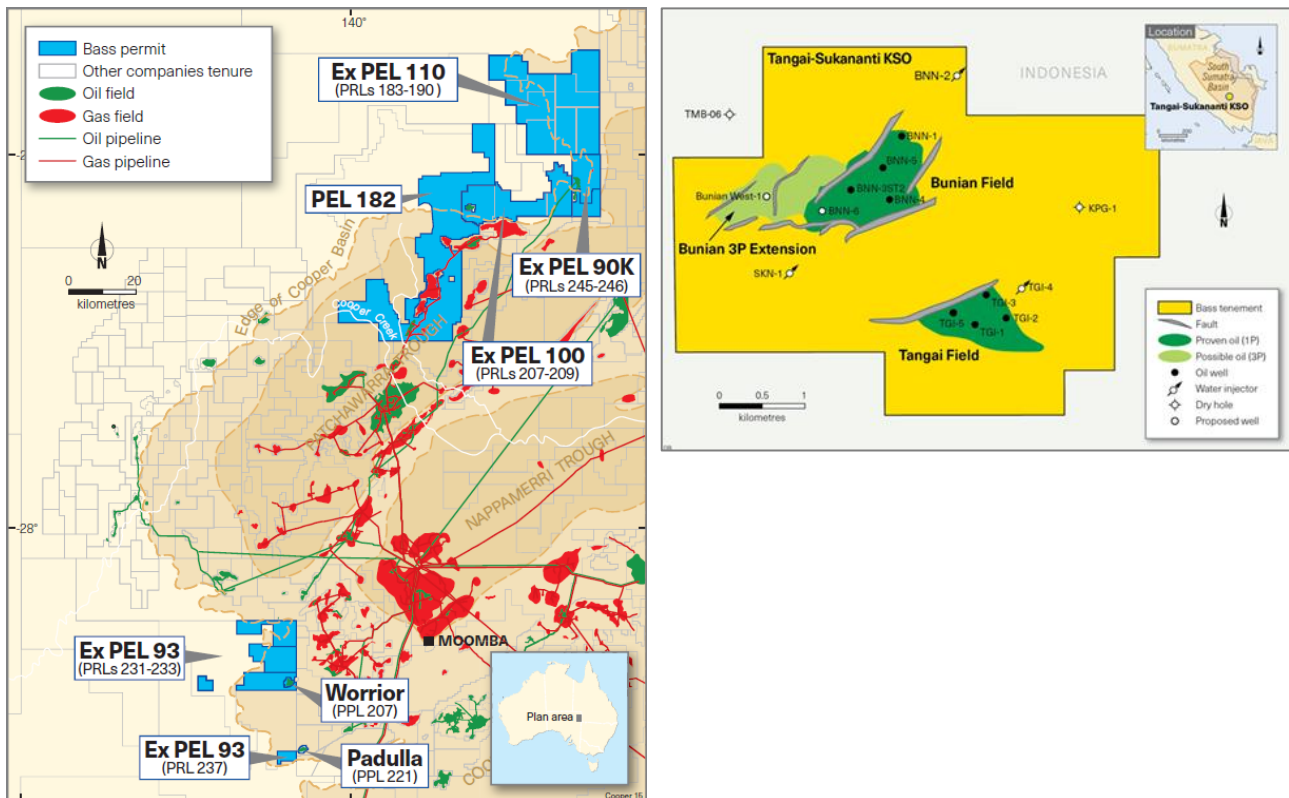 140°
Bass permit
Other companies tenure
Oil field
Gas field
Oil pipeline
Gas pipeline
Ex PEL 110
(PRLs 183-190)
PEL 182
N
0 20
kilometres
Edge of Cooper Basin
Cooper Creek
Ex PEL 90K
(PRLs 245-246)
Ex PEL 100
(PRLs 207-209)
PATCHAWARRA TROUGH
NAPPAMERRI TROUGH
-28°
MOOMBA
Ex PEL 93
(PRLs 231-233)
Worrior
(PPL 207)
Ex PEL 93
(PRL 237)
Padulla
(PPL 221)
Plan area
Cooper 15
Tangai-Sukananti KSO
BNN-2
INDONESIA
TMB-06
BNN-1
BNN-5
BNN-3ST2
BNN-4
BNN-6
Bunian West-1
Bunian Field
Bunian 3P Extension
KPG-1
SKN-1
TGI-4
TGI-3
TGI-2
TGI-5
TGI-1
Tangai Field
0 0.5 1
kilometres
N
Location
SUMATRA
South
Sumatra
Basin
Tangai-Sukananti KSO
0 200
kilometres
JAVA
Bass tenement
Fault
Proven oil (1P)
Possible oil (3P)
Oil well
Water injector
Dry hole
Proposed well